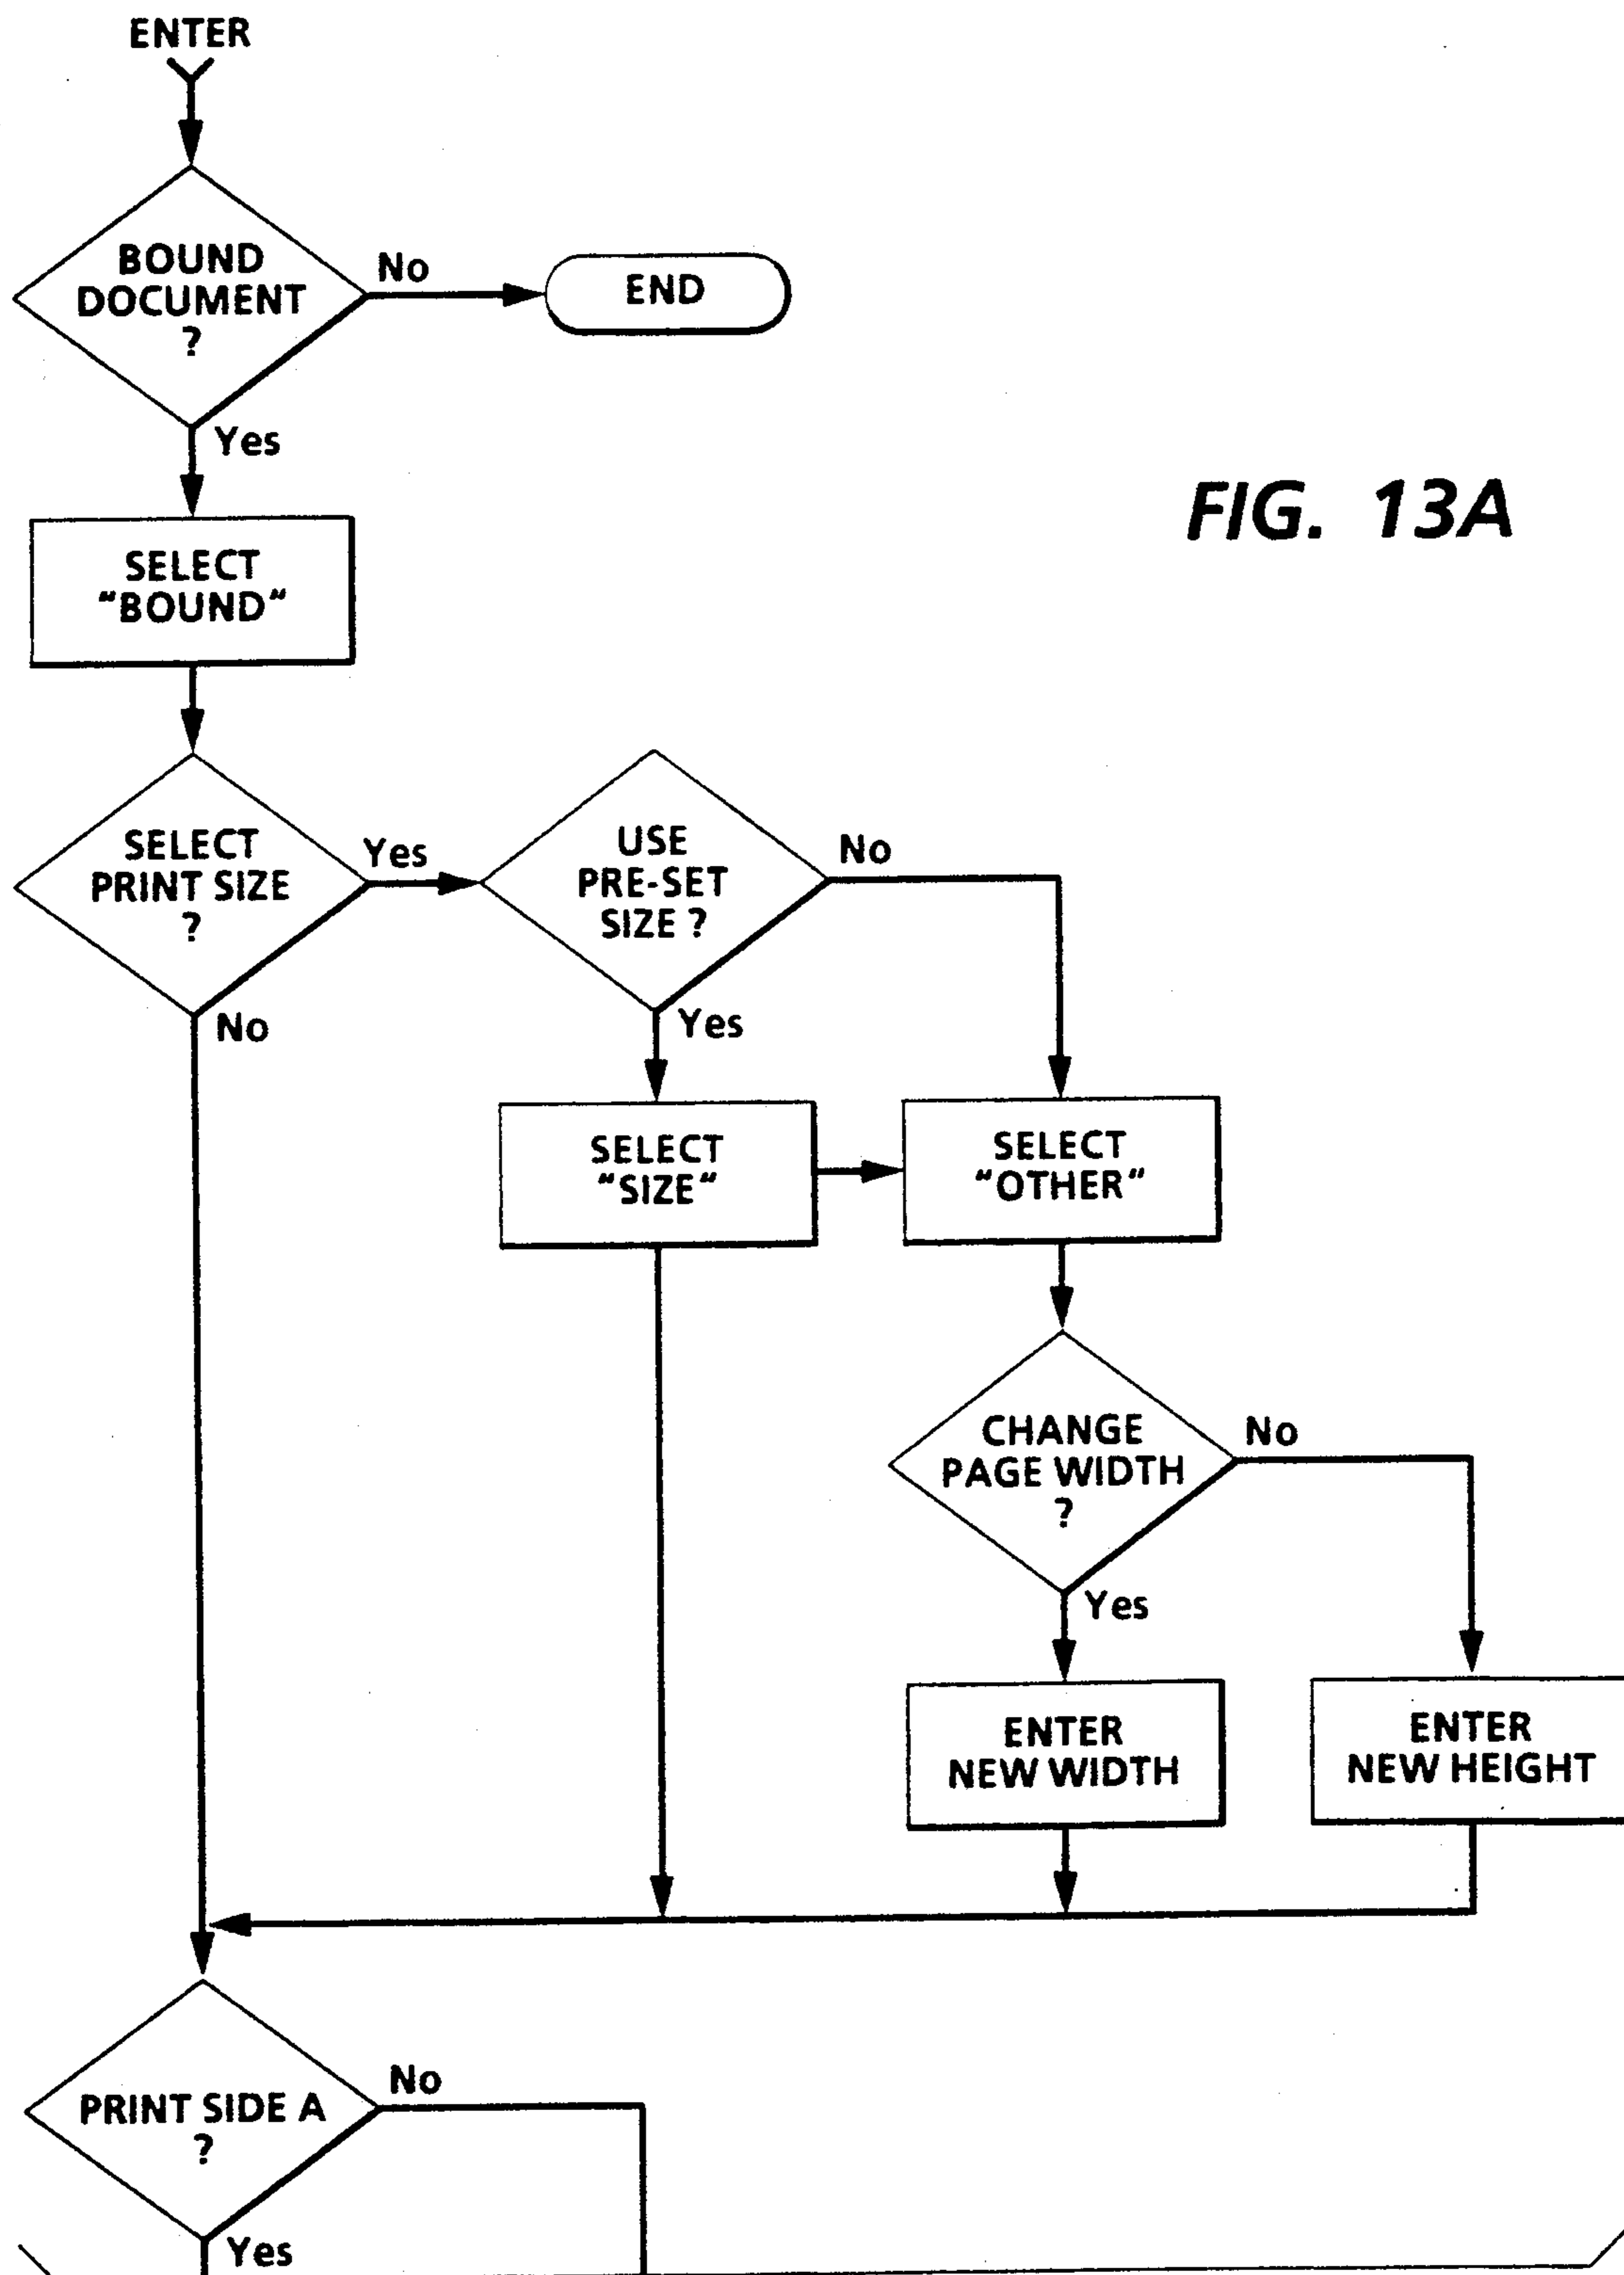 ENTER
BOUND
DOCUMENT
?
No
END
Yes
FIG. 13A
SELECT
"BOUND"
SELECT
PRINT SIZE
?
Yes
No
USE
PRE-SET
SIZE ?
No
Yes
SELECT
"SIZE"
SELECT
"OTHER"
CHANGE
PAGE WIDTH
?
No
Yes
ENTER
NEW WIDTH
ENTER
NEW HEIGHT
PRINT SIDE A
?
No
Yes